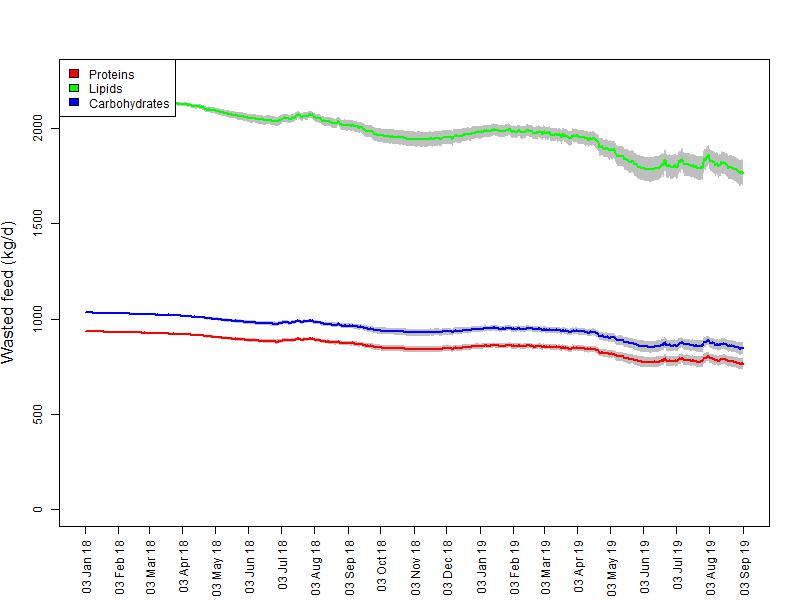 Proteins
Lipids
Carbohydrates
Wasted feed (kg/d)
2000
1500
1000
500
0
03 Jan 18
03 Feb 18
03 Mar 18
03 Apr 18
03 May 18
03 Jun 18
03 Jul 18
03 Aug 18
03 Sep 18
03 Oct 18
03 Nov 18
03 Dec 18
03 Jan 19
03 Feb 19
03 Mar 19
03 Apr 19
03 May 19
03 Jun 19
03 Jul 19
03 Aug 19
03 Sep 19